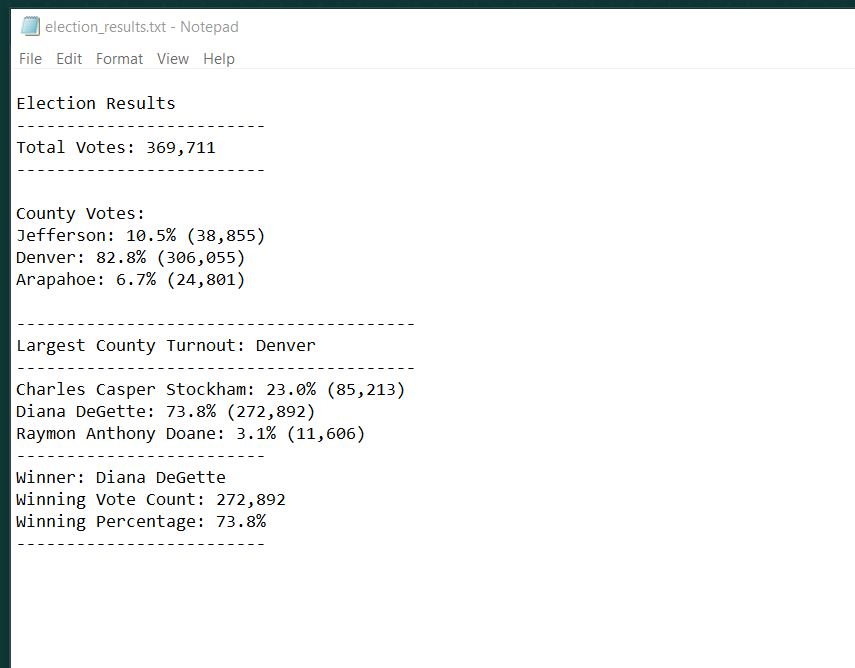 election_results.txt - Notepad
File Edit Format View Help
Election Results
-------------------------
Total Votes: 369,711
-------------------------
County Votes:
Jefferson: 10.5% (38,855)
Denver: 82.8% (306,055)
Arapahoe: 6.7% (24,801)
----------------------------------------
Largest County Turnout: Denver
----------------------------------------
Charles Casper Stockham: 23.0% (85,213)
Diana DeGette: 73.8% (272,892)
Raymon Anthony Doane: 3.1% (11,606)
-------------------------
Winner: Diana DeGette
Winning Vote Count: 272,892
Winning Percentage: 73.8%
-------------------------